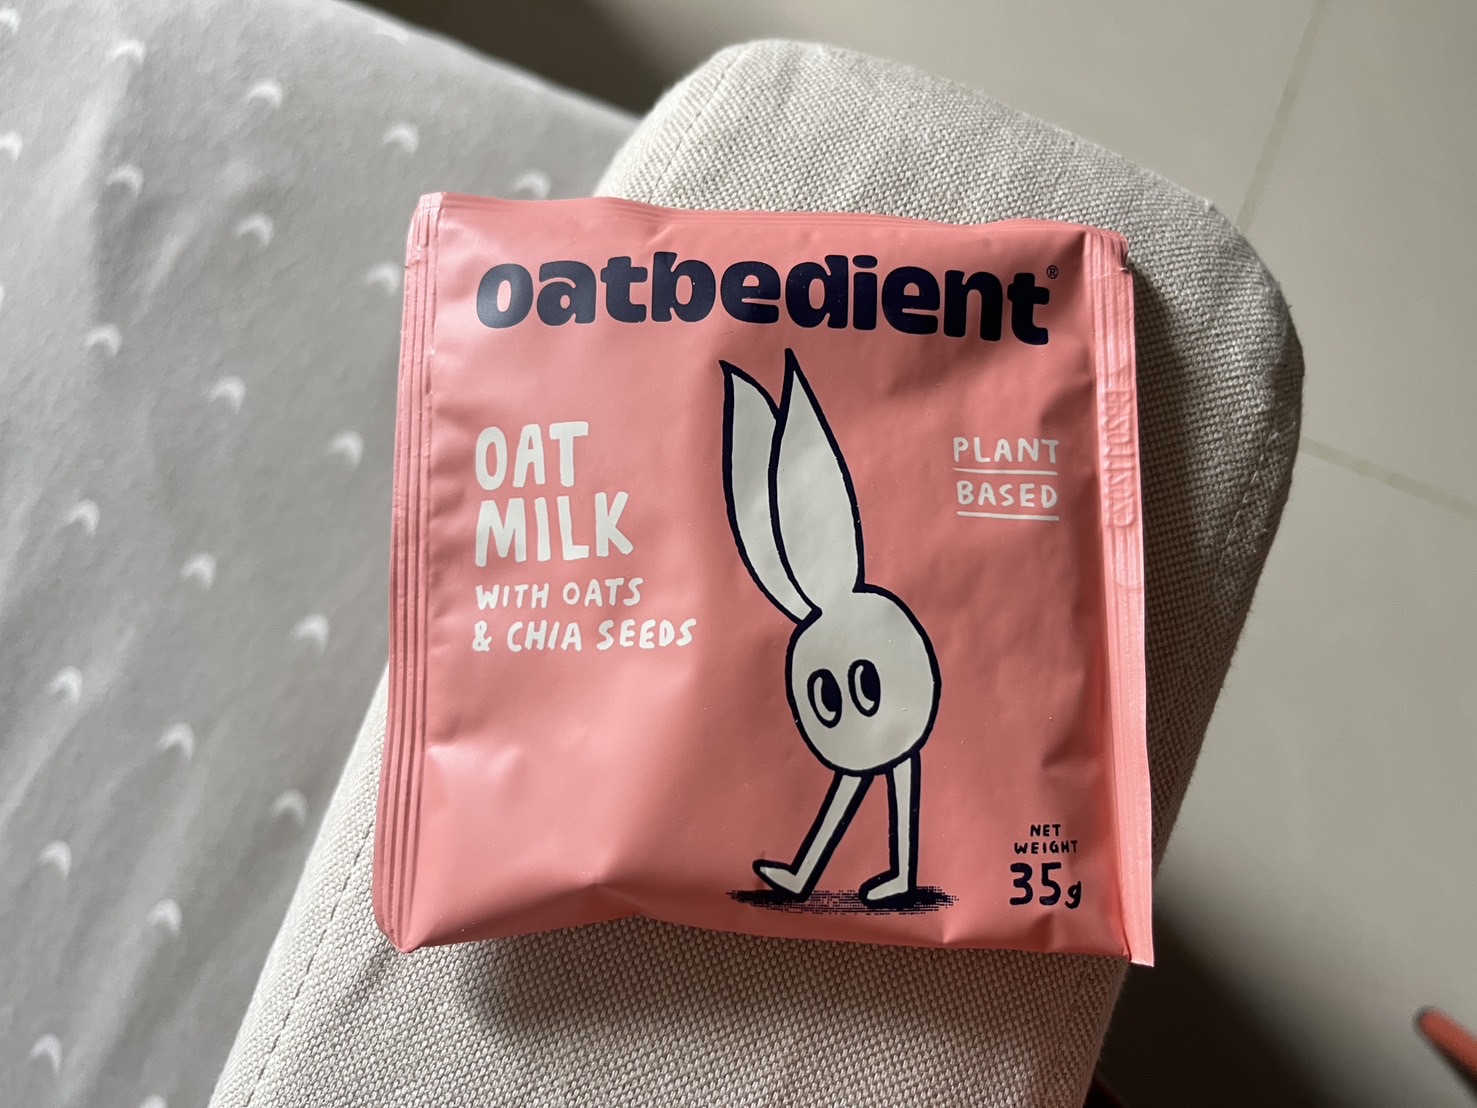 oatbedient®
OAT
MILK
WITH OATS
& CHIA SEEDS
PLANT
BASED
NET
WEIGHT
35g